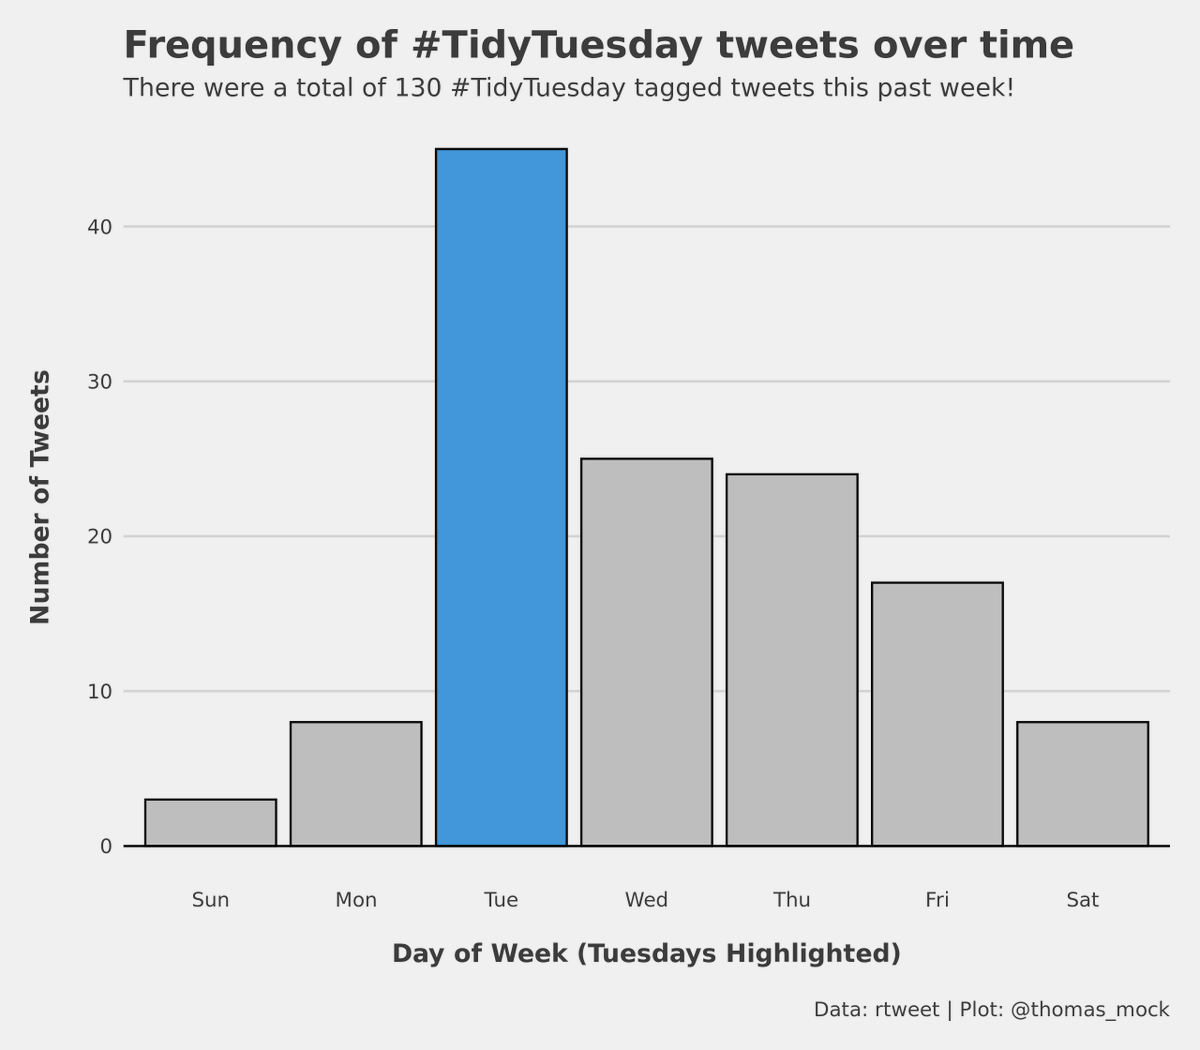 Frequency of #TidyTuesday tweets over time
There were a total of 130 #TidyTuesday tagged tweets this past week!
Number of Tweets
40
30
20
10
0
Sun Mon Tue Wed Thu Fri Sat
Day of Week (Tuesdays Highlighted)
Data: rtweet | Plot: @thomas_mock